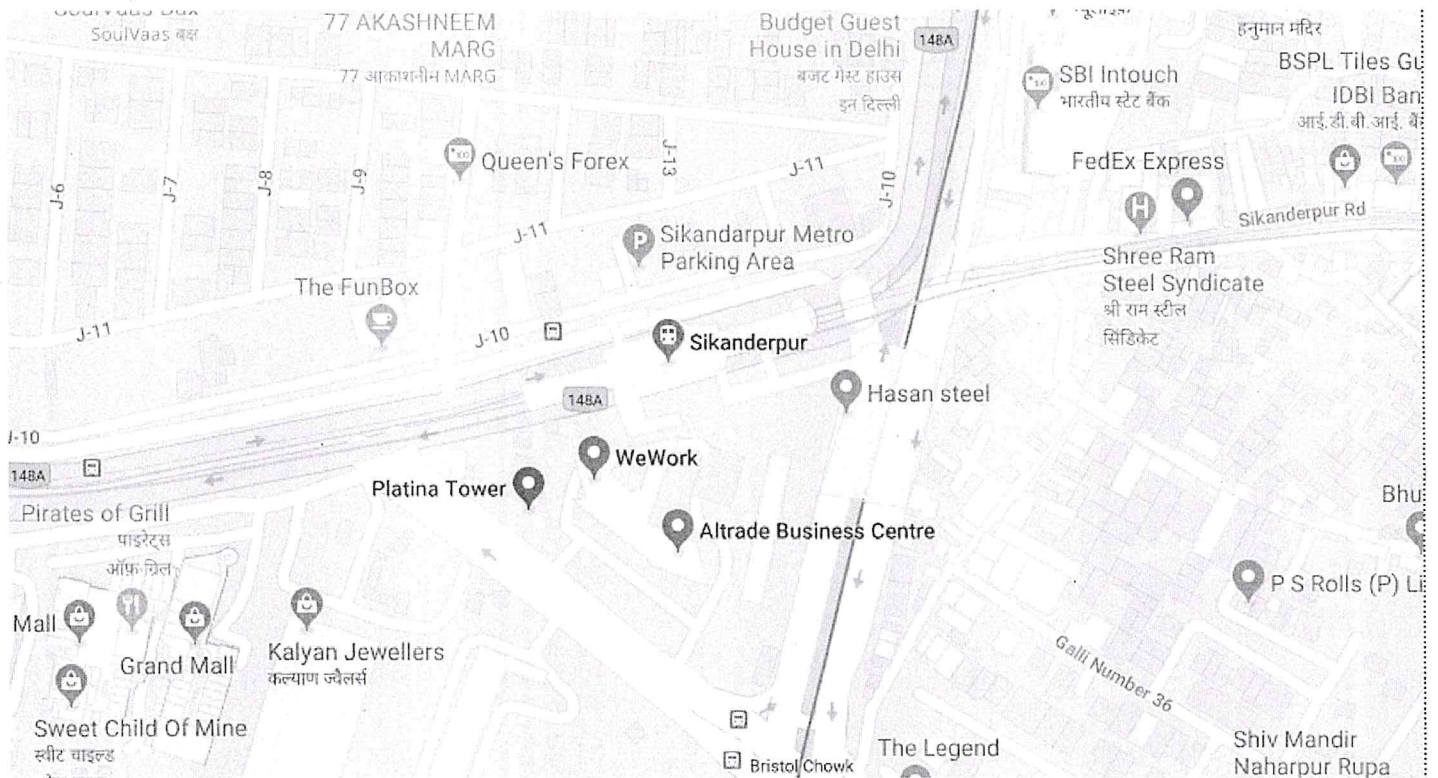 SoulVaas बक्ष
77 AKASHNEEM
MARG
77 आकाशनीम MARG
Budget Guest
House in Delhi
बजट गेस्ट हाउस
इन दिल्ली
148A
हनुमान मदिर
SBI Intouch
भारतीय स्टेट बैंक
BSPL Tiles Gu
IDBI Ban
आई.डी.बी.आई. बैं
Queen's Forex
FedEx Express
J-6
J-7
J-8
J-9
J-13
J-11
J-10
J-11
Sikanderpur Rd
Sikandarpur Metro
Parking Area
Shree Ram
Steel Syndicate
श्री राम स्टील
सिडिकेट
The FunBox
J-11
J-10
Sikanderpur
148A
Hasan steel
J-10
148A
WeWork
Platina Tower
Altrade Business Centre
Bhu
Pirates of Grill
पाइरेट्स
ऑफ़ ग्रिल
P S Rolls (P) Li
Mall
Grand Mall
Kalyan Jewellers
कल्याण ज्वैलर्स
Galli Number 36
Sweet Child Of Mine
स्वीट चाइल्ड
Bristol Chowk
The Legend
Shiv Mandir
Naharpur Rupa